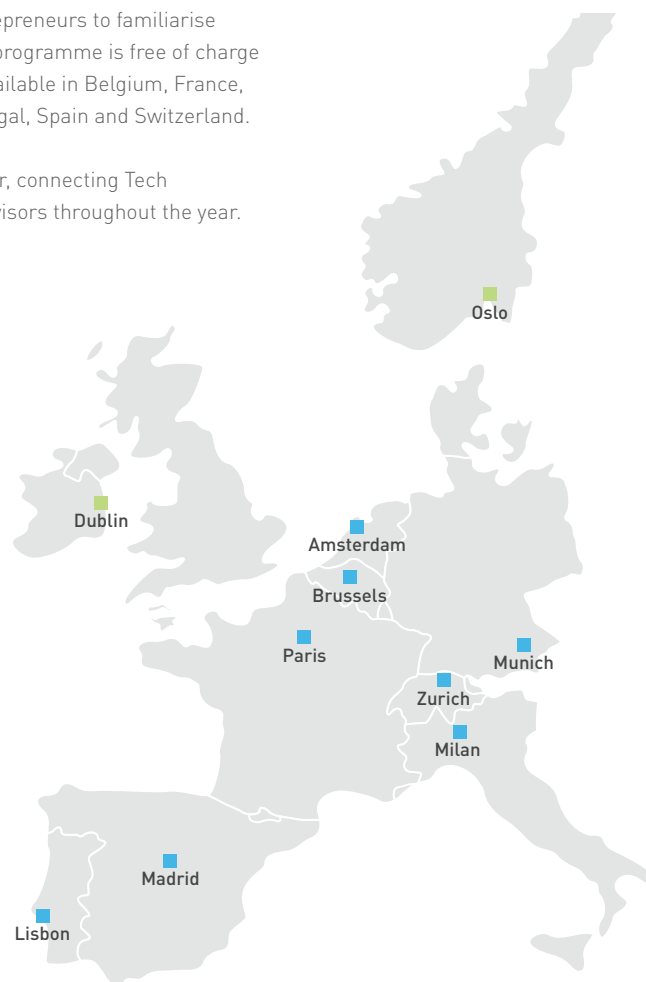 epreneurs to familiarise
programme is free of charge
ailable in Belgium, France,
gal, Spain and Switzerland.
r, connecting Tech
visors throughout the year.
Oslo
Dublin
Amsterdam
Brussels
Paris
Munich
Zurich
Milan
Madrid
Lisbon